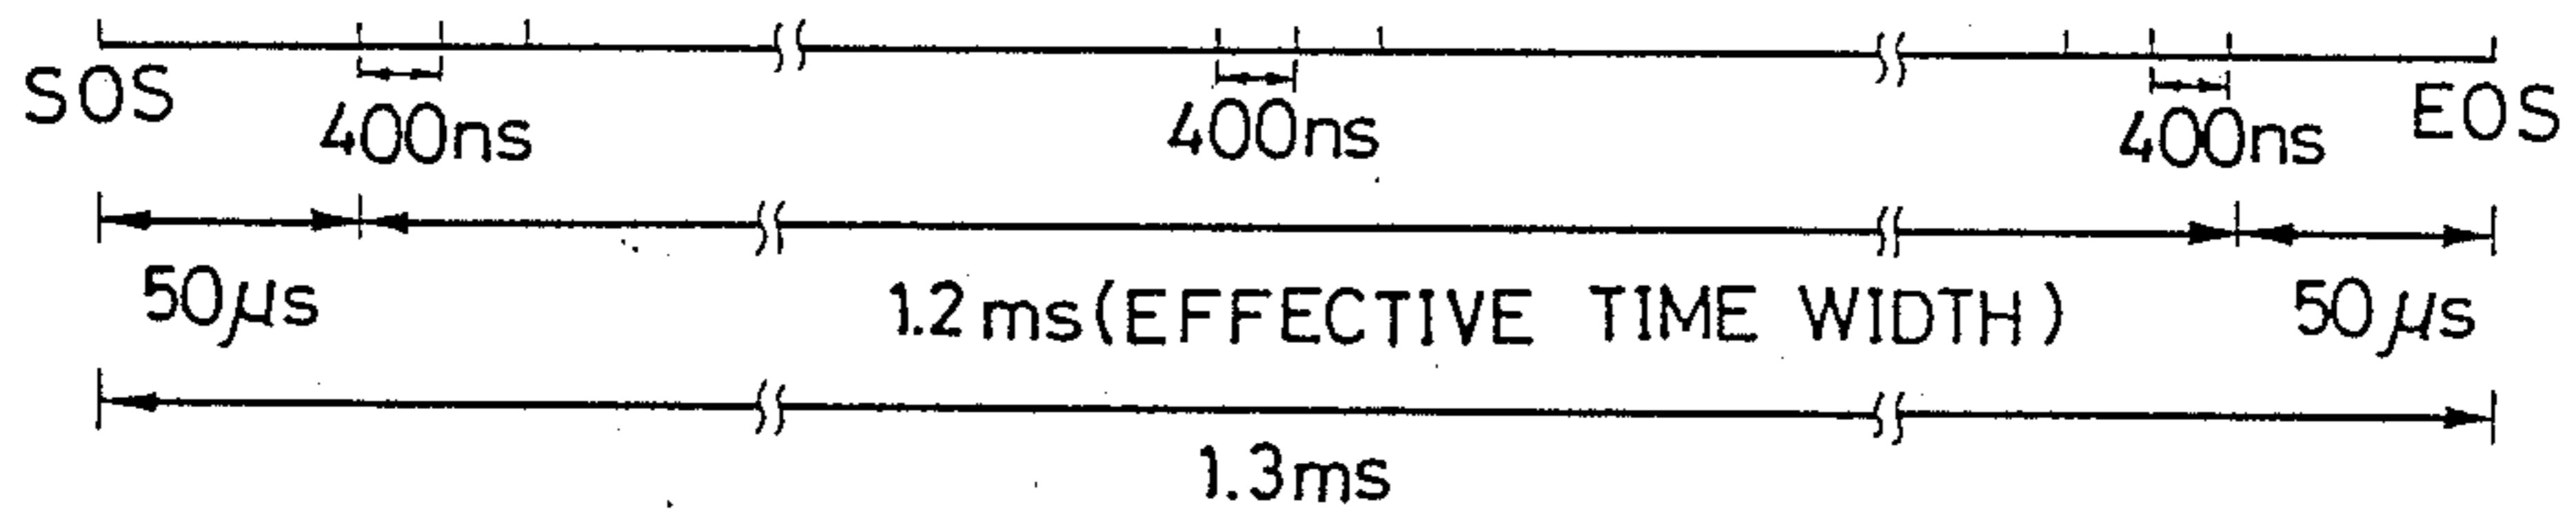 SOS 400ns 400ns 400ns EOS
50μs 1.2ms (EFFECTIVE TIME WIDTH) 50μs
1.3ms